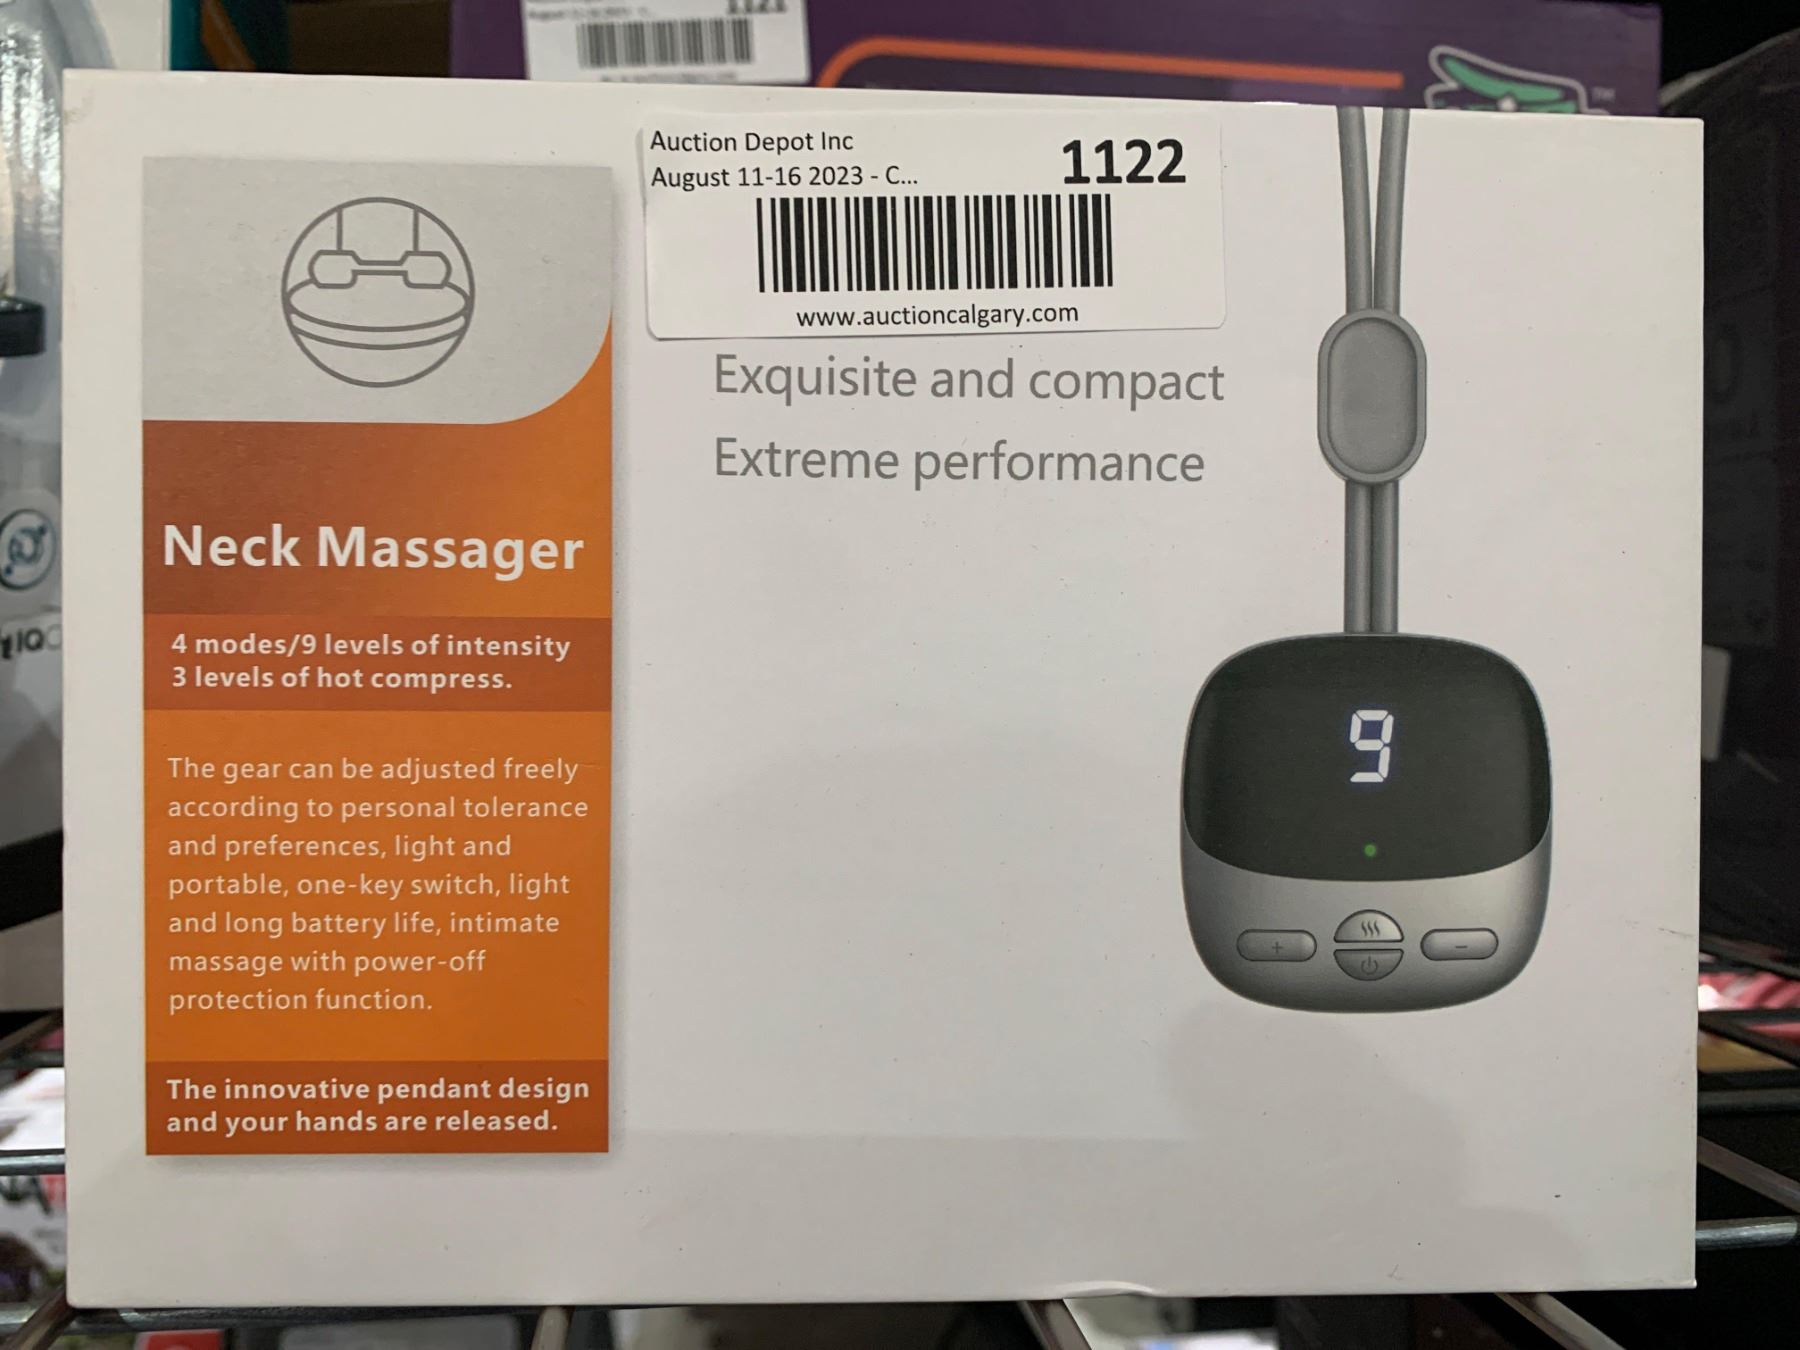 1121
Auction Depot Inc
August 11-16 2023 - C...
1122
www.auctioncalgary.com
Exquisite and compact
Extreme performance
Neck Massager
4 modes/9 levels of intensity
3 levels of hot compress.
The gear can be adjusted freely
according to personal tolerance
and preferences, light and
portable, one-key switch, light
and long battery life, intimate
massage with power-off
protection function.
The innovative pendant design
and your hands are released.
9
+
-
TM